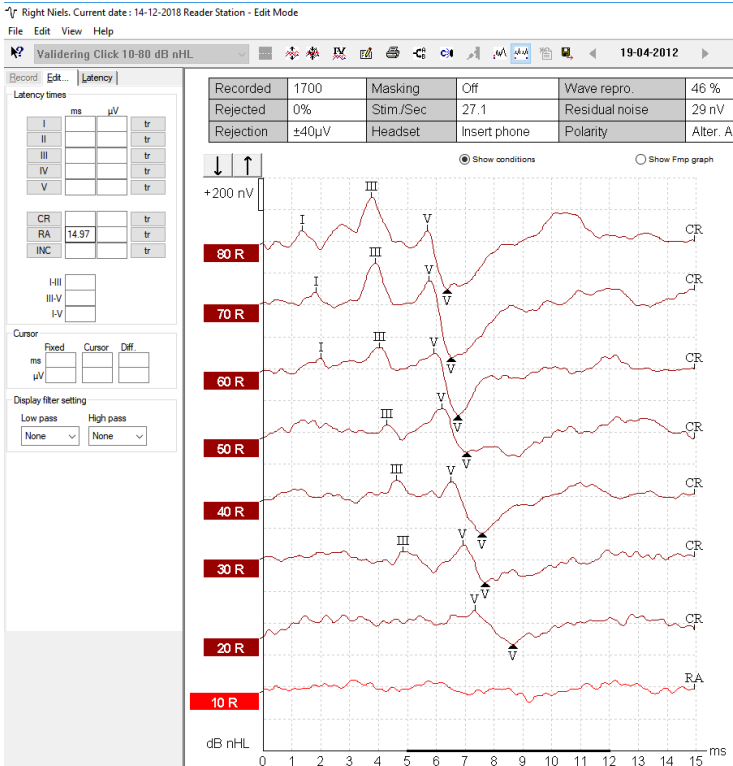 Right Niels. Current date : 14-12-2018 Reader Station - Edit Mode
File Edit View Help
Validering Click 10-80 dB nHL 19-04-2012
Record Edit... Latency
Latency times
ms µV
I tr
II tr
III tr
IV tr
V tr
CR tr
RA 14.97 tr
INC tr
I-III
III-V
I-V
Cursor
Fixed Cursor Diff.
ms
µV
Display filter setting
Low pass High pass
None None
Recorded 1700 Masking Off Wave repro. 46 %
Rejected 0% Stim./Sec 27.1 Residual noise 29 nV
Rejection ±40µV Headset Insert phone Polarity Alter. A
Show conditions Show Fmp graph
+200 nV
I III V CR
80 R V
I III V CR
70 R V
I III V CR
60 R V
III V CR
50 R V
III V CR
40 R V
III V CR
30 R V
V CR
20 R V
RA
10 R
dB nHL
0 1 2 3 4 5 6 7 8 9 10 11 12 13 14 15 ms